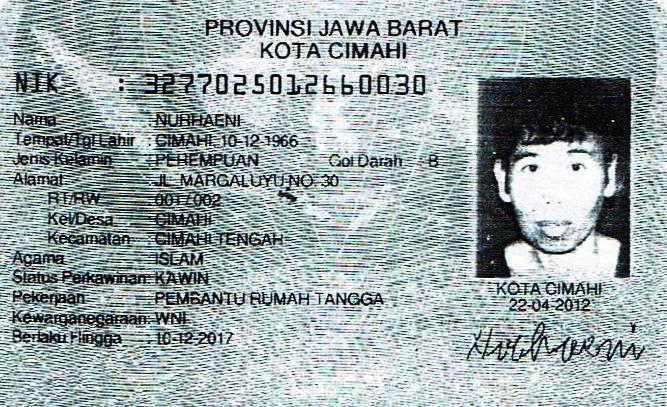 PROVINSI JAWA BARAT
KOTA CIMAHI
NIK : 3277025012660030
Nama : NURHAENI
Tempat/Tgl Lahir : CIMAHI, 10-12-1966
Jenis Kelamin : PEREMPUAN Gol Darah : B
Alamat : JL. MARGALUYU NO. 30
RT/RW : 001 / 002
Kel/Desa : CIMAHI
Kecamatan : CIMAHI TENGAH
Agama : ISLAM
Status Perkawinan: KAWIN
Pekerjaan : PEMBANTU RUMAH TANGGA
Kewarganegaraan: WNI
Berlaku Hingga : 10-12-2017
KOTA CIMAHI
22-04-2012
Nurhaeni